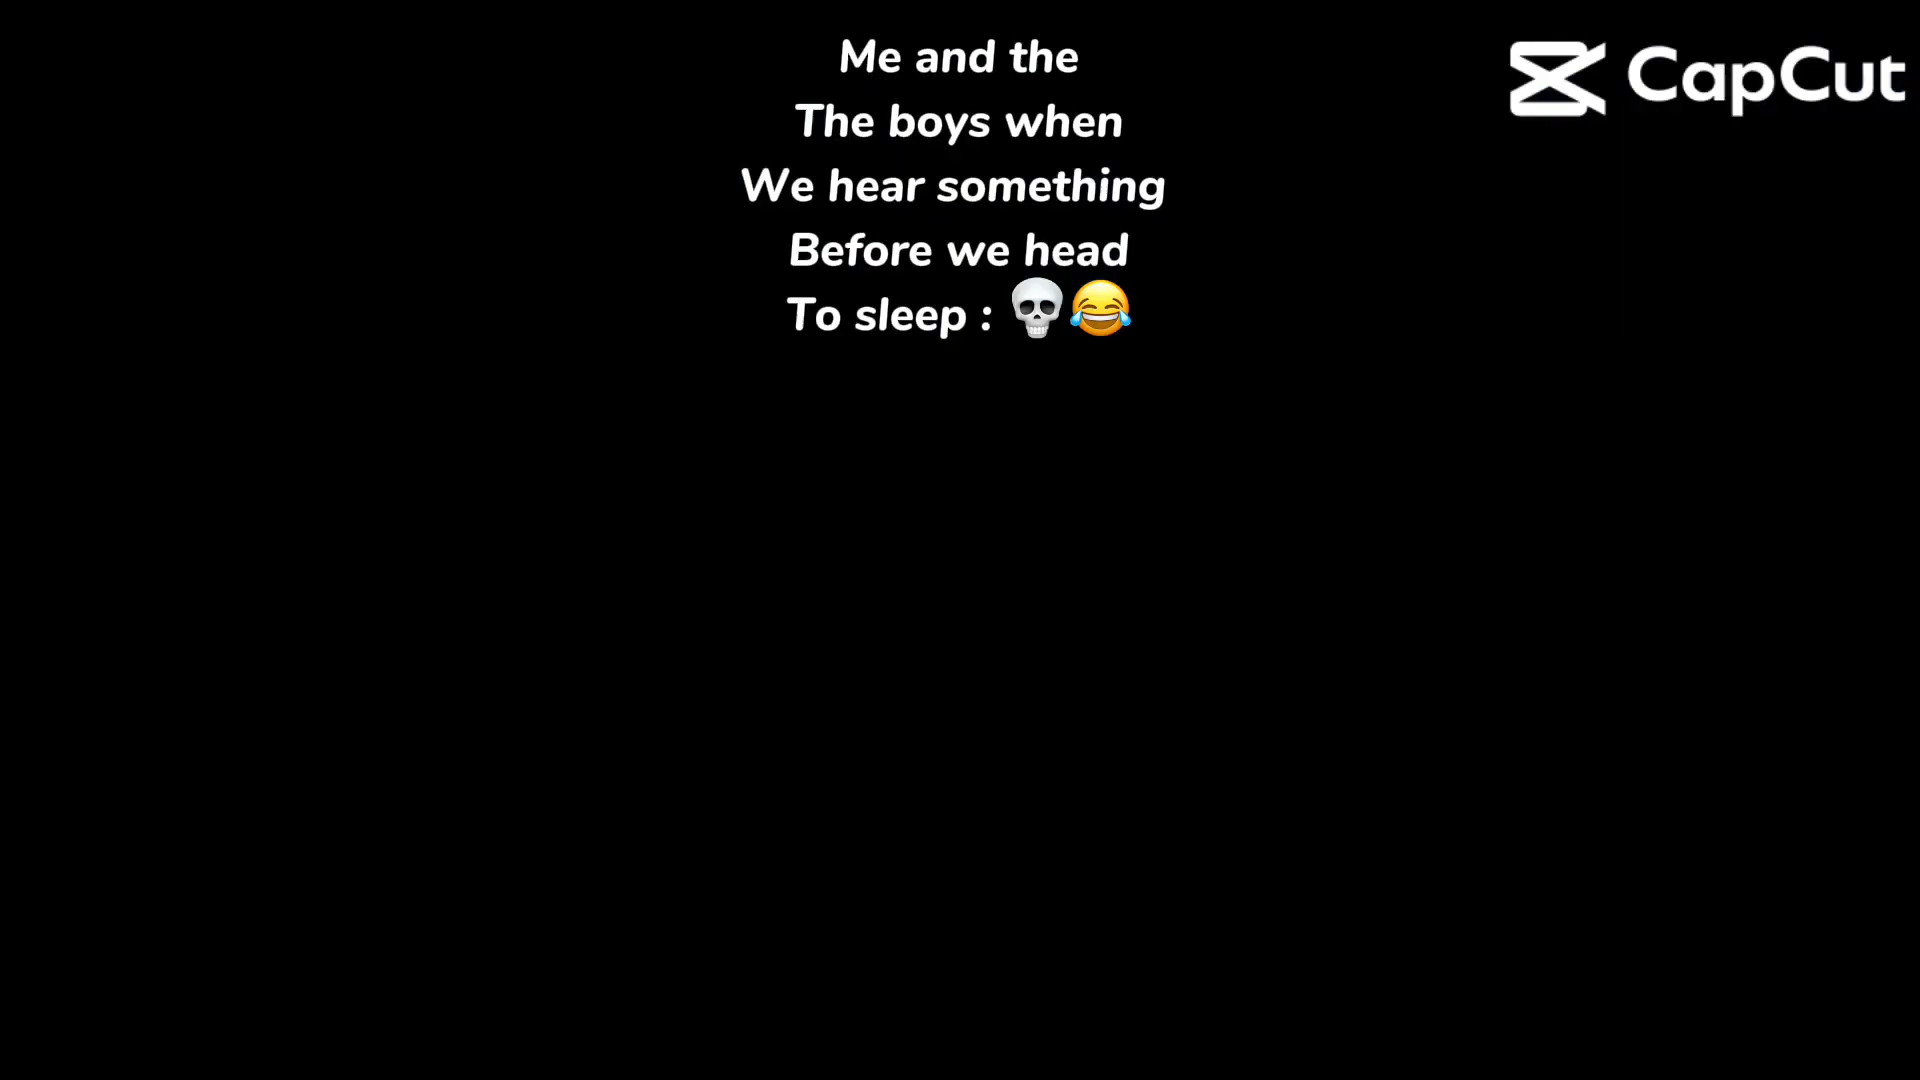 Me and the
The boys when
We hear something
Before we head
To sleep : 💀😂
CapCut